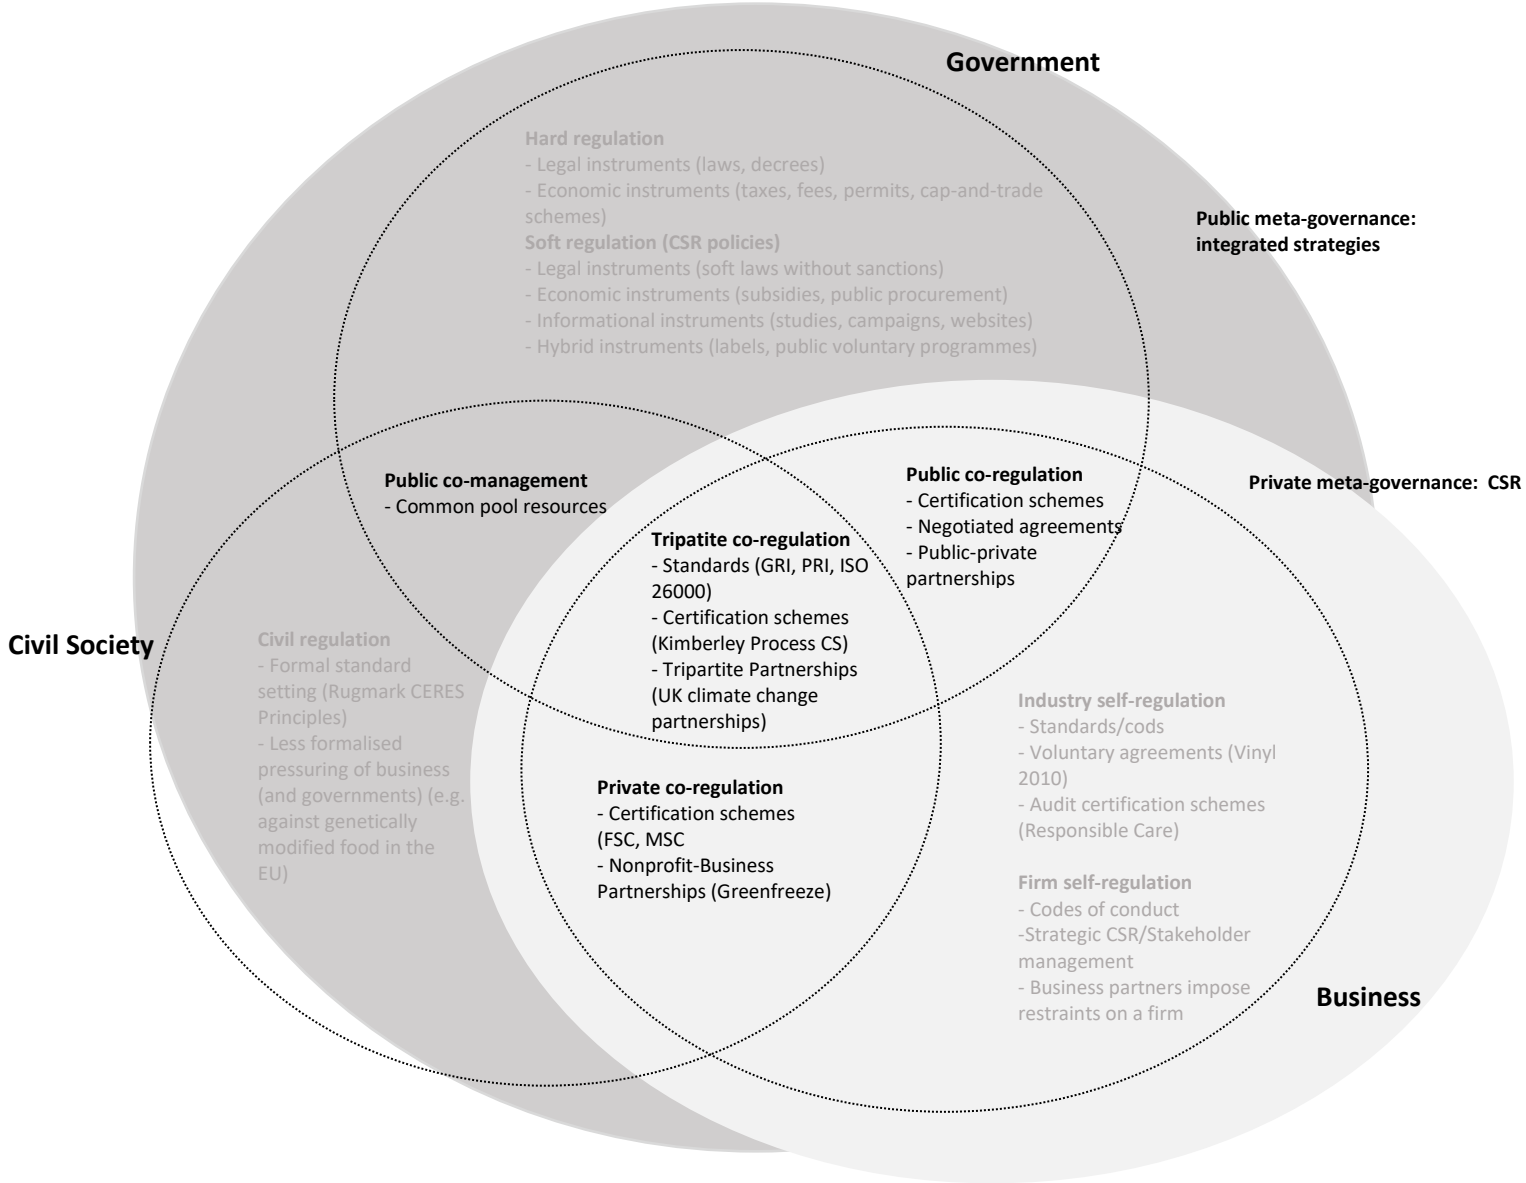 Government
Hard regulation
- Legal instruments (laws, decrees)
- Economic instruments (taxes, fees, permits, cap-and-trade
schemes)
Soft regulation (CSR policies)
- Legal instruments (soft laws without sanctions)
- Economic instruments (subsidies, public procurement)
- Informational instruments (studies, campaigns, websites)
- Hybrid instruments (labels, public voluntary programmes)
Public meta-governance:
integrated strategies
Public co-management
- Common pool resources
Public co-regulation
- Certification schemes
- Negotiated agreements
- Public-private
partnerships
Private meta-governance: CSR
Tripatite co-regulation
- Standards (GRI, PRI, ISO
26000)
- Certification schemes
(Kimberley Process CS)
- Tripartite Partnerships
(UK climate change
partnerships)
Civil Society
Civil regulation
- Formal standard
setting (Rugmark CERES
Principles)
- Less formalised
pressuring of business
(and governments) (e.g.
against genetically
modified food in the
EU)
Private co-regulation
- Certification schemes
(FSC, MSC
- Nonprofit-Business
Partnerships (Greenfreeze)
Industry self-regulation
- Standards/cods
- Voluntary agreements (Vinyl
2010)
- Audit certification schemes
(Responsible Care)
Firm self-regulation
- Codes of conduct
-Strategic CSR/Stakeholder
management
- Business partners impose
restraints on a firm
Business